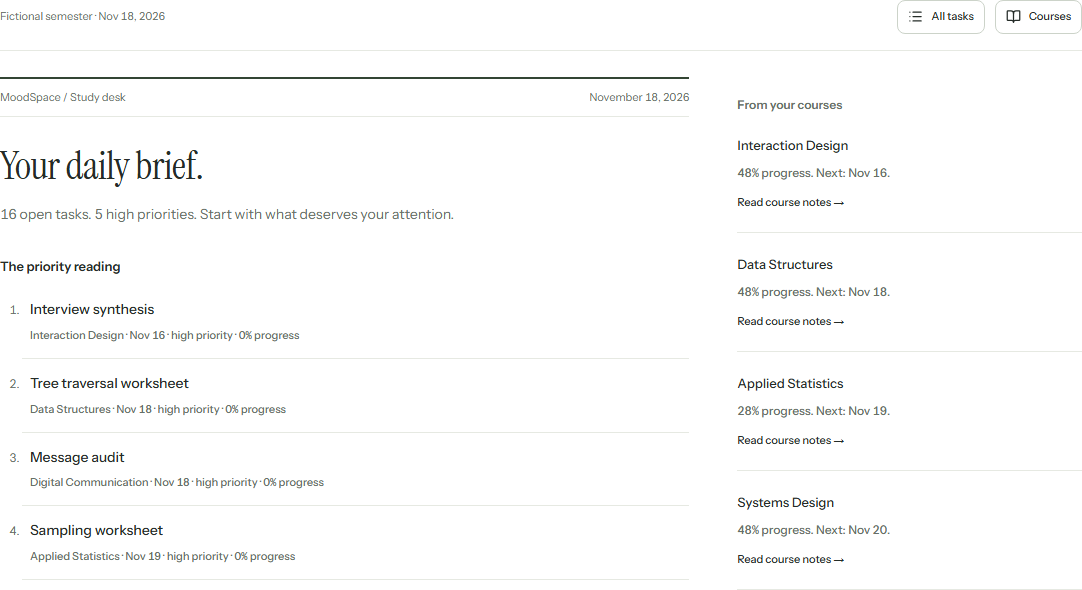 Fictional semester · Nov 18, 2026
All tasks
Courses
MoodSpace / Study desk
November 18, 2026
Your daily brief.
16 open tasks. 5 high priorities. Start with what deserves your attention.
The priority reading
1. Interview synthesis
Interaction Design · Nov 16 · high priority · 0% progress
2. Tree traversal worksheet
Data Structures · Nov 18 · high priority · 0% progress
3. Message audit
Digital Communication · Nov 18 · high priority · 0% progress
4. Sampling worksheet
Applied Statistics · Nov 19 · high priority · 0% progress
From your courses
Interaction Design
48% progress. Next: Nov 16.
Read course notes →
Data Structures
48% progress. Next: Nov 18.
Read course notes →
Applied Statistics
28% progress. Next: Nov 19.
Read course notes →
Systems Design
48% progress. Next: Nov 20.
Read course notes →